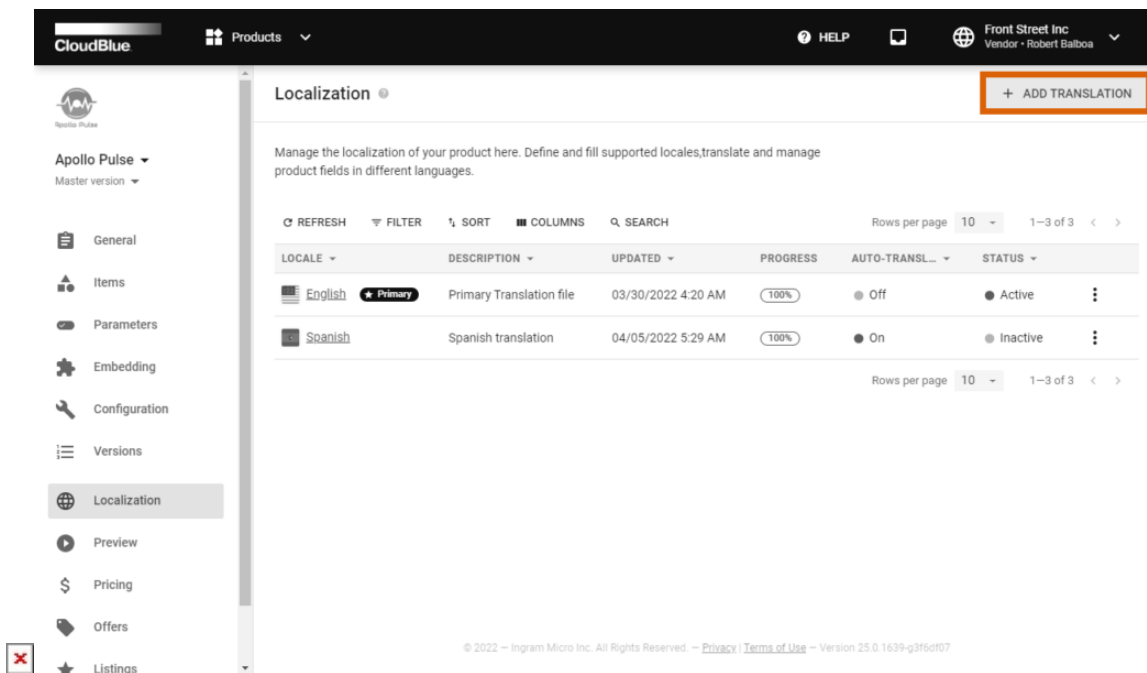 CloudBlue
Products
HELP
Front Street Inc
Vendor • Robert Balboa
Apollo Pulse
Apollo Pulse
Master version
General
Items
Parameters
Embedding
Configuration
Versions
Localization
Preview
Pricing
Offers
Listings
Localization
+ ADD TRANSLATION
Manage the localization of your product here. Define and fill supported locales,translate and manage
product fields in different languages.
REFRESH FILTER SORT COLUMNS SEARCH Rows per page 10 1–3 of 3 < >
LOCALE DESCRIPTION UPDATED PROGRESS AUTO-TRANSL... STATUS
English ★ Primary Primary Translation file 03/30/2022 4:20 AM 100% Off Active
Spanish Spanish translation 04/05/2022 5:29 AM 100% On Inactive
Rows per page 10 1–3 of 3 < >
© 2022 – Ingram Micro Inc. All Rights Reserved. – Privacy | Terms of Use – Version 25.0.1639-g3f6df07